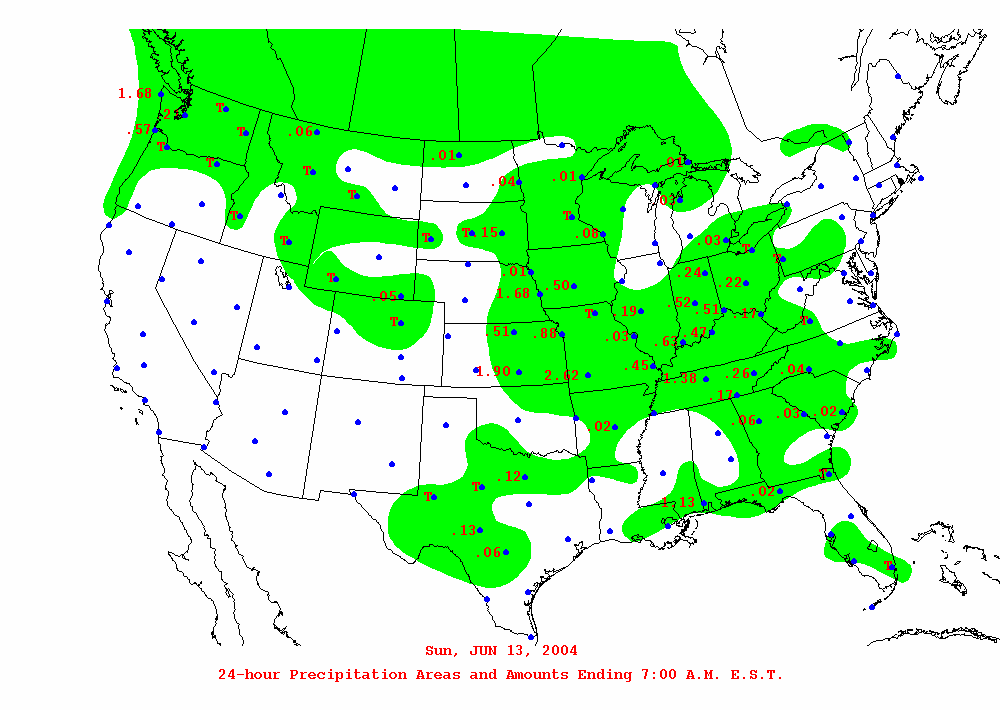 1.68
T
.2
.57
T
.06
T
T
.01
.01
T
.04
.01
T
.03
T
T
.15
.08
.03
T
T
T
T
.01
.24
T
.50
.22
1.68
.05
.52
.51
.19
T
.17
T
T
.51
.88
.03
.47
.63
.45
1.90
2.62
1.38
.26
.04
.17
.02
.06
.03
.02
.12
T
T
T
.02
1.13
.13
.06
T
Sun, JUN 13, 2004
24-hour Precipitation Areas and Amounts Ending 7:00 A.M. E.S.T.